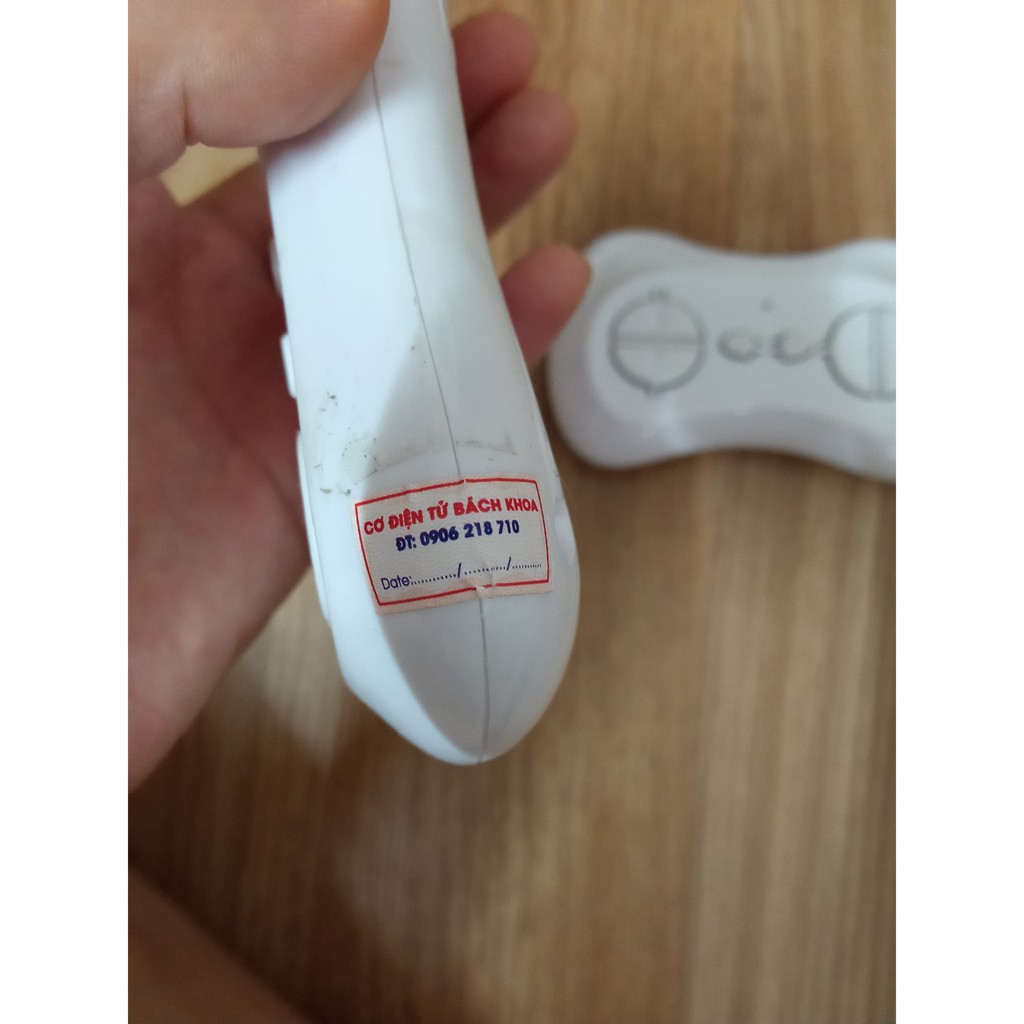 CƠ ĐIỆN TỬ BÁCH KHOA
ĐT: 0906 218 710
Date:............/.........../..........